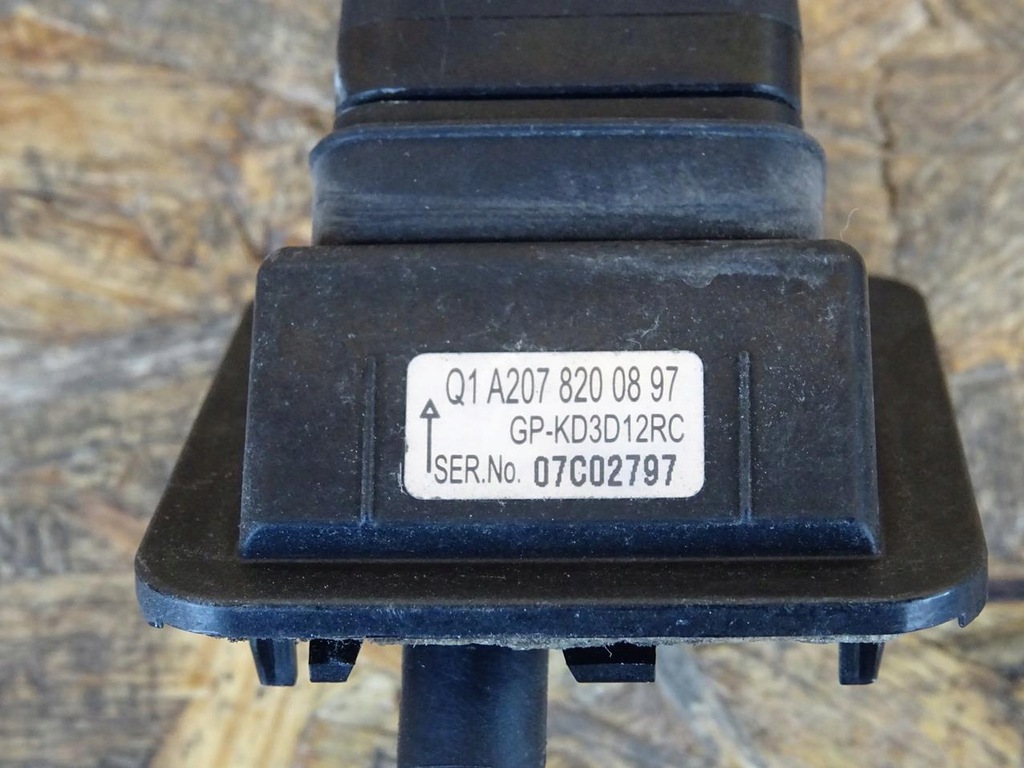 Q1 A207 820 08 97
GP-KD3D12RC
SER.No. 07C02797